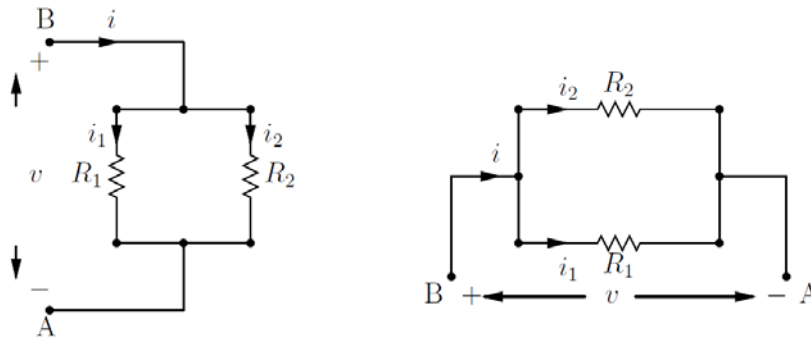 B
i
+
i₁
i₂
v
R₁
R₂
−
A
i₂
R₂
i
i₁
R₁
B
+
v
−
A